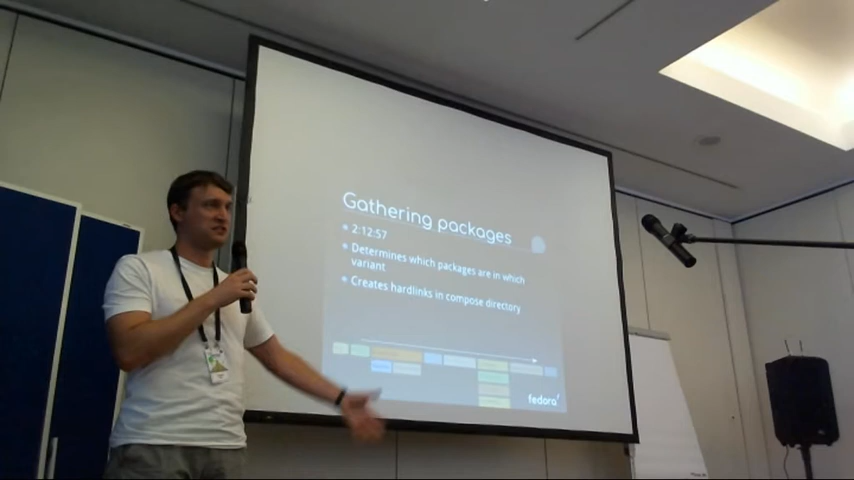 Gathering packages
2:12:57
Determines which packages are in which
variant
Creates hardlinks in compose directory
fedora